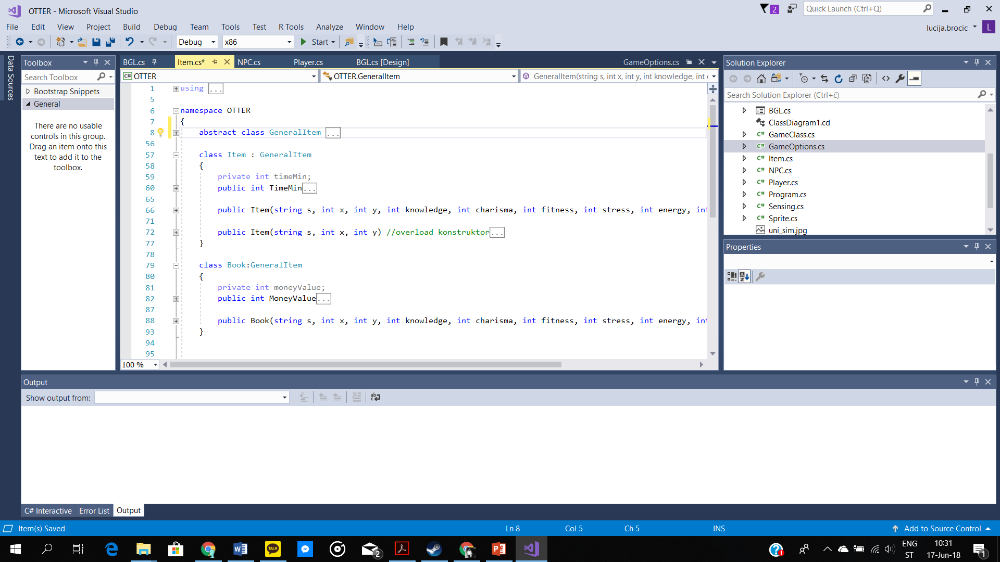 OTTER - Microsoft Visual Studio
2
Quick Launch (Ctrl+Q)
File Edit View Project Build Debug Team Tools Test R Tools Analyze Window Help
lucija.brocic L
Debug x86 Start
Data Sources
Toolbox
Search Toolbox
Bootstrap Snippets
General
There are no usable
controls in this group.
Drag an item onto this
text to add it to the
toolbox.
BGL.cs Item.cs* NPC.cs Player.cs BGL.cs [Design] GameOptions.cs
OTTER OTTER.GeneralItem GeneralItem(string s, int x, int y, int knowledge, int c
1 using ...
5
6 namespace OTTER
7 {
8 abstract class GeneralItem ...
56
57 class Item : GeneralItem
58 {
59 private int timeMin;
60 public int TimeMin...
65
66 public Item(string s, int x, int y, int knowledge, int charisma, int fitness, int stress, int energy, int
71
72 public Item(string s, int x, int y) //overload konstruktor...
77 }
78
79 class Book:GeneralItem
80 {
81 private int moneyValue;
82 public int MoneyValue...
87
88 public Book(string s, int x, int y, int knowledge, int charisma, int fitness, int stress, int energy, int
93 }
94
95
100 %
Solution Explorer
Search Solution Explorer (Ctrl+č)
BGL.cs
ClassDiagram1.cd
C# GameClass.cs
C# GameOptions.cs
C# Item.cs
C# NPC.cs
C# Player.cs
C# Program.cs
C# Sensing.cs
C# Sprite.cs
uni_sim.jpg
Properties
Output
Show output from:
C# Interactive Error List Output
Item(s) Saved Ln 8 Col 5 Ch 5 INS Add to Source Control
TALK
2
ENG
ST
10:31
17-Jun-18
1